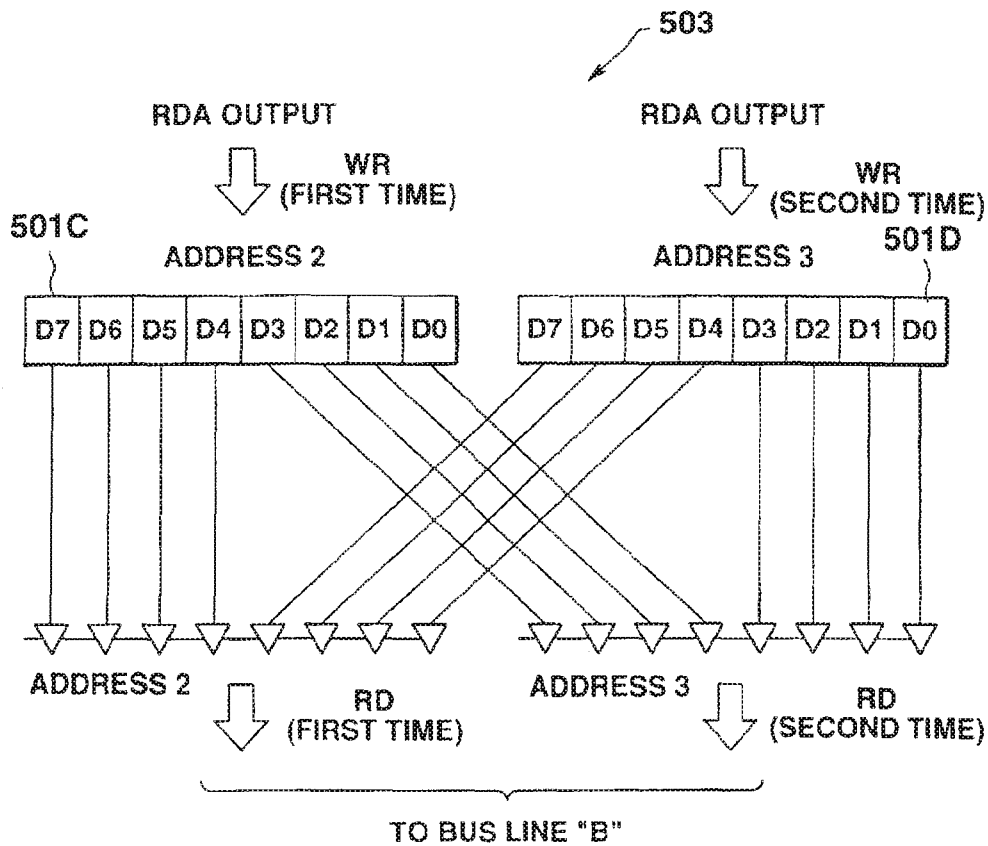 503
RDA OUTPUT RDA OUTPUT
WR
(FIRST TIME)
WR
(SECOND TIME)
501C
501D
ADDRESS 2 ADDRESS 3
D7 D6 D5 D4 D3 D2 D1 D0 D7 D6 D5 D4 D3 D2 D1 D0
ADDRESS 2
RD
(FIRST TIME)
ADDRESS 3
RD
(SECOND TIME)
TO BUS LINE "B"